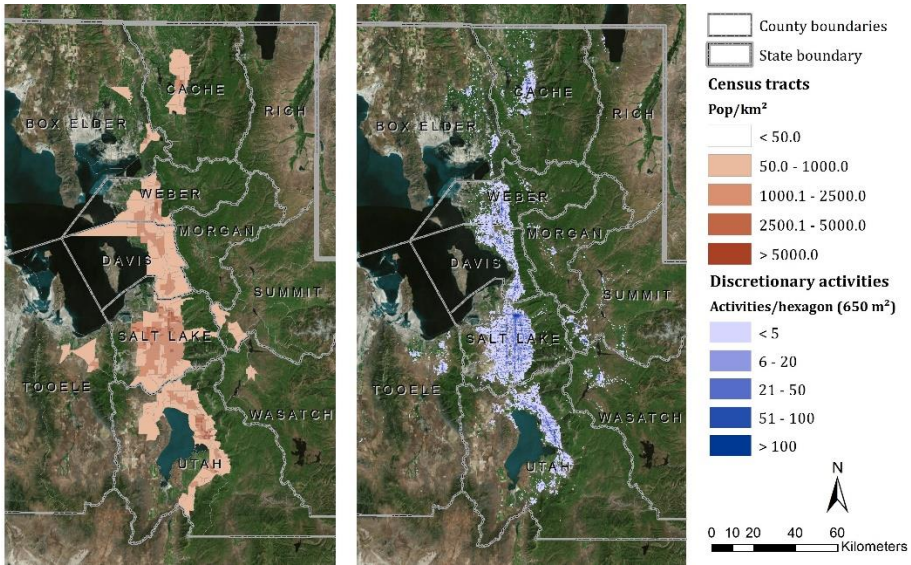 CACHE
RICH
BOX ELDER
WEBER
MORGAN
DAVIS
SUMMIT
SALT LAKE
TOOELE
WASATCH
UTAH
CACHE
RICH
BOX ELDER
WEBER
MORGAN
DAVIS
SUMMIT
SALT LAKE
TOOELE
WASATCH
UTAH
County boundaries
State boundary
Census tracts
Pop/km²
< 50.0
50.0 - 1000.0
1000.1 - 2500.0
2500.1 - 5000.0
> 5000.0
Discretionary activities
Activities/hexagon (650 m²)
< 5
6 - 20
21 - 50
51 - 100
> 100
N
0 10 20 40 60
Kilometers